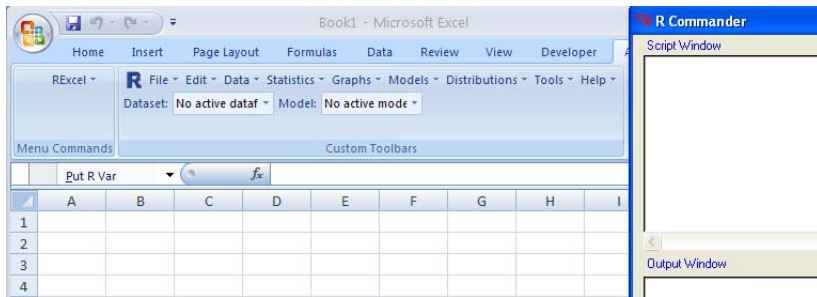 Book1 - Microsoft Excel
Home Insert Page Layout Formulas Data Review View Developer
RExcel
R File Edit Data Statistics Graphs Models Distributions Tools Help
Dataset: No active dataf Model: No active mode
Menu Commands Custom Toolbars
Put R Var fx
A B C D E F G H I
1
2
3
4
R Commander
Script Window
Output Window